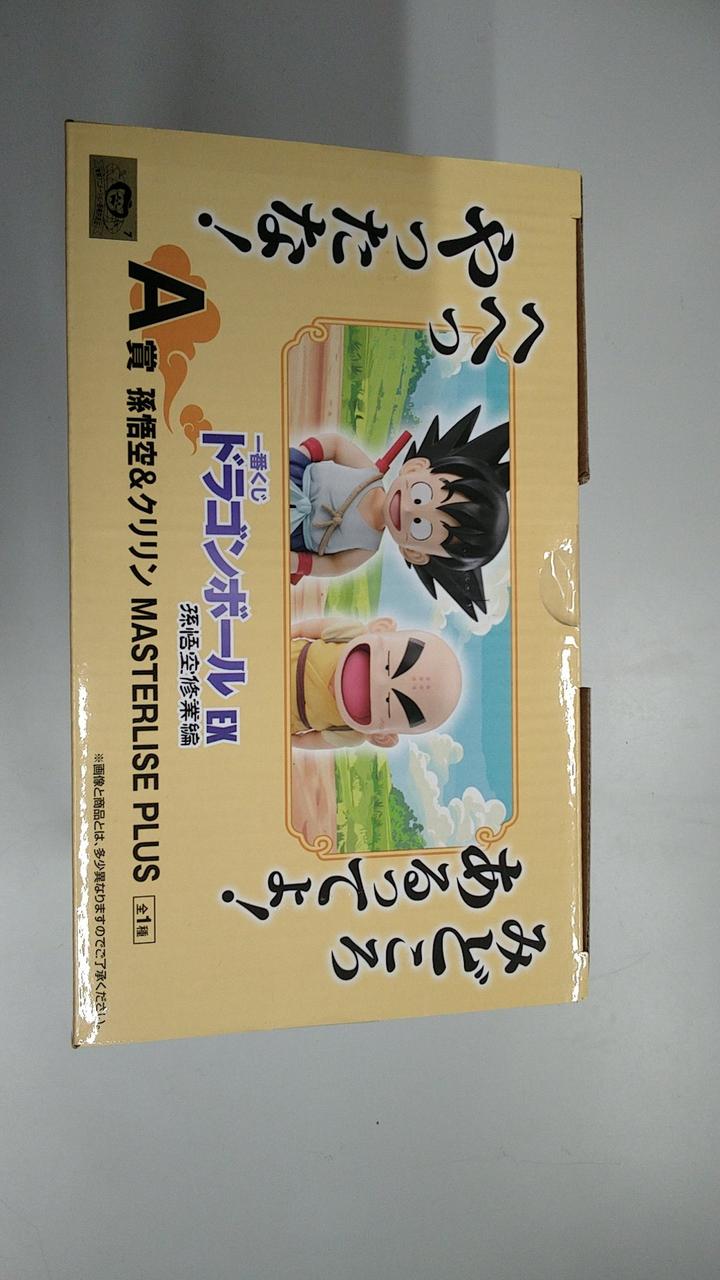 へへっ
やったな!
みどころ
あるってよ!
一番くじ
ドラゴンボール EX
孫悟空修業編
A賞 孫悟空&クリリン MASTERLISE PLUS 全1種
※画像と商品とは、多少異なりますのでご了承ください。